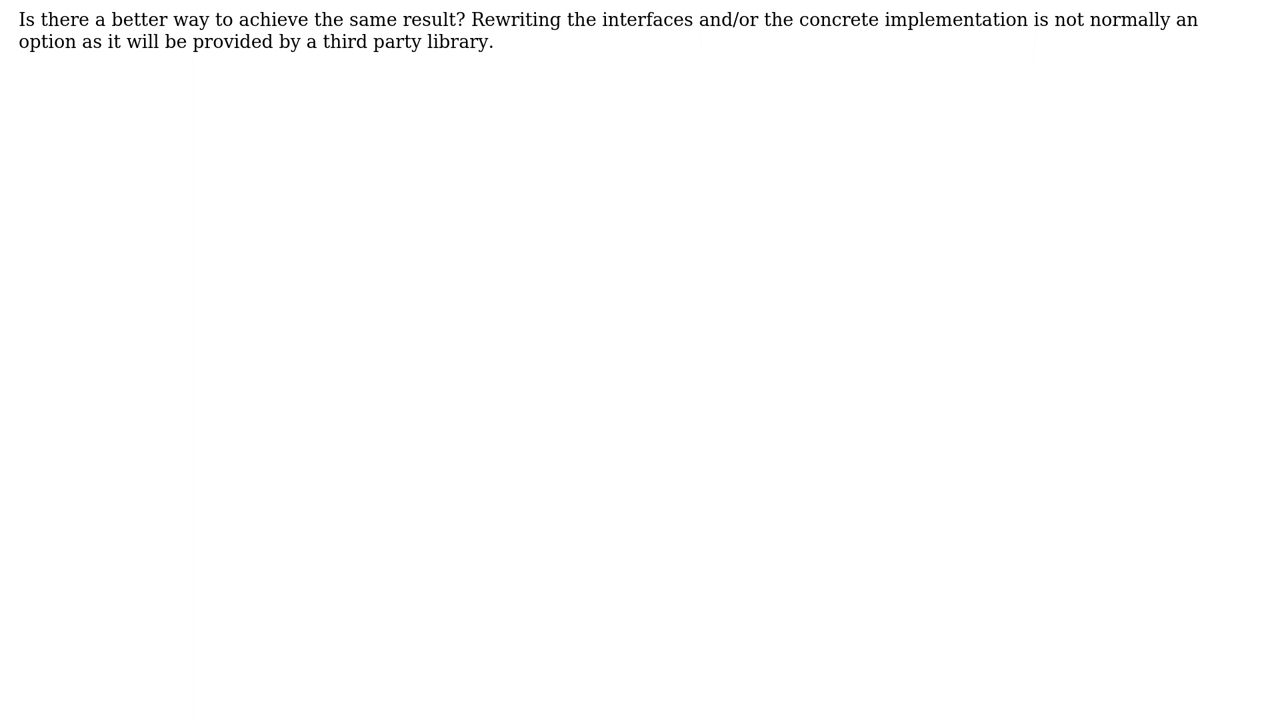 Is there a better way to achieve the same result? Rewriting the interfaces and/or the concrete implementation is not normally an
option as it will be provided by a third party library.